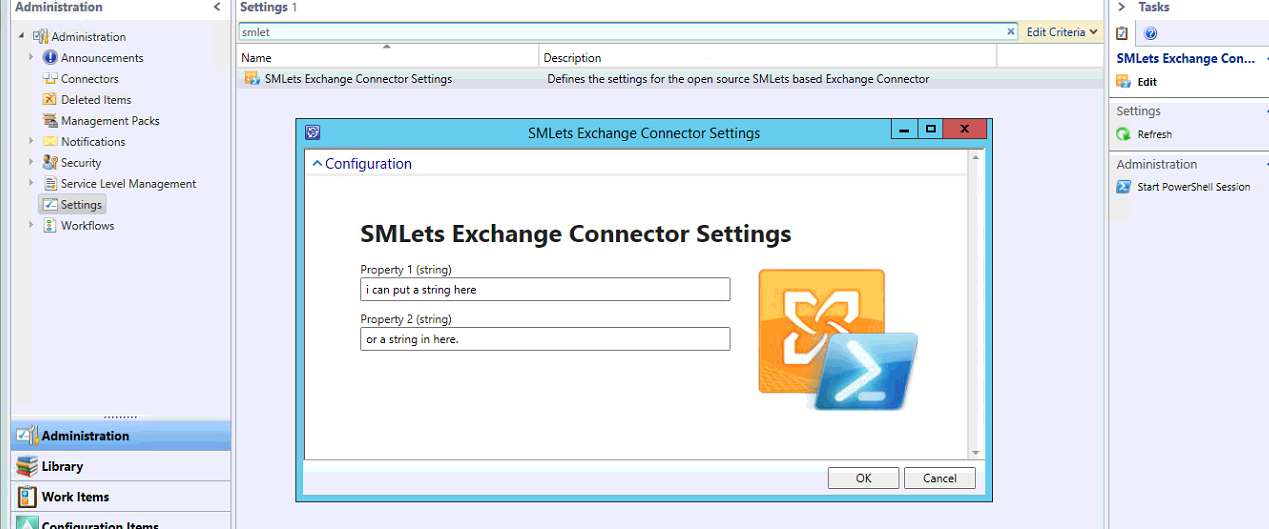 Administration
Administration
Announcements
Connectors
Deleted Items
Management Packs
Notifications
Security
Service Level Management
Settings
Workflows
Administration
Library
Work Items
Configuration Items
Settings 1
smlet
Edit Criteria
Name Description
SMLets Exchange Connector Settings Defines the settings for the open source SMLets based Exchange Connector
SMLets Exchange Connector Settings
Configuration
SMLets Exchange Connector Settings
Property 1 (string)
i can put a string here
Property 2 (string)
or a string in here.
OK Cancel
Tasks
SMLets Exchange Con...
Edit
Settings
Refresh
Administration
Start PowerShell Session